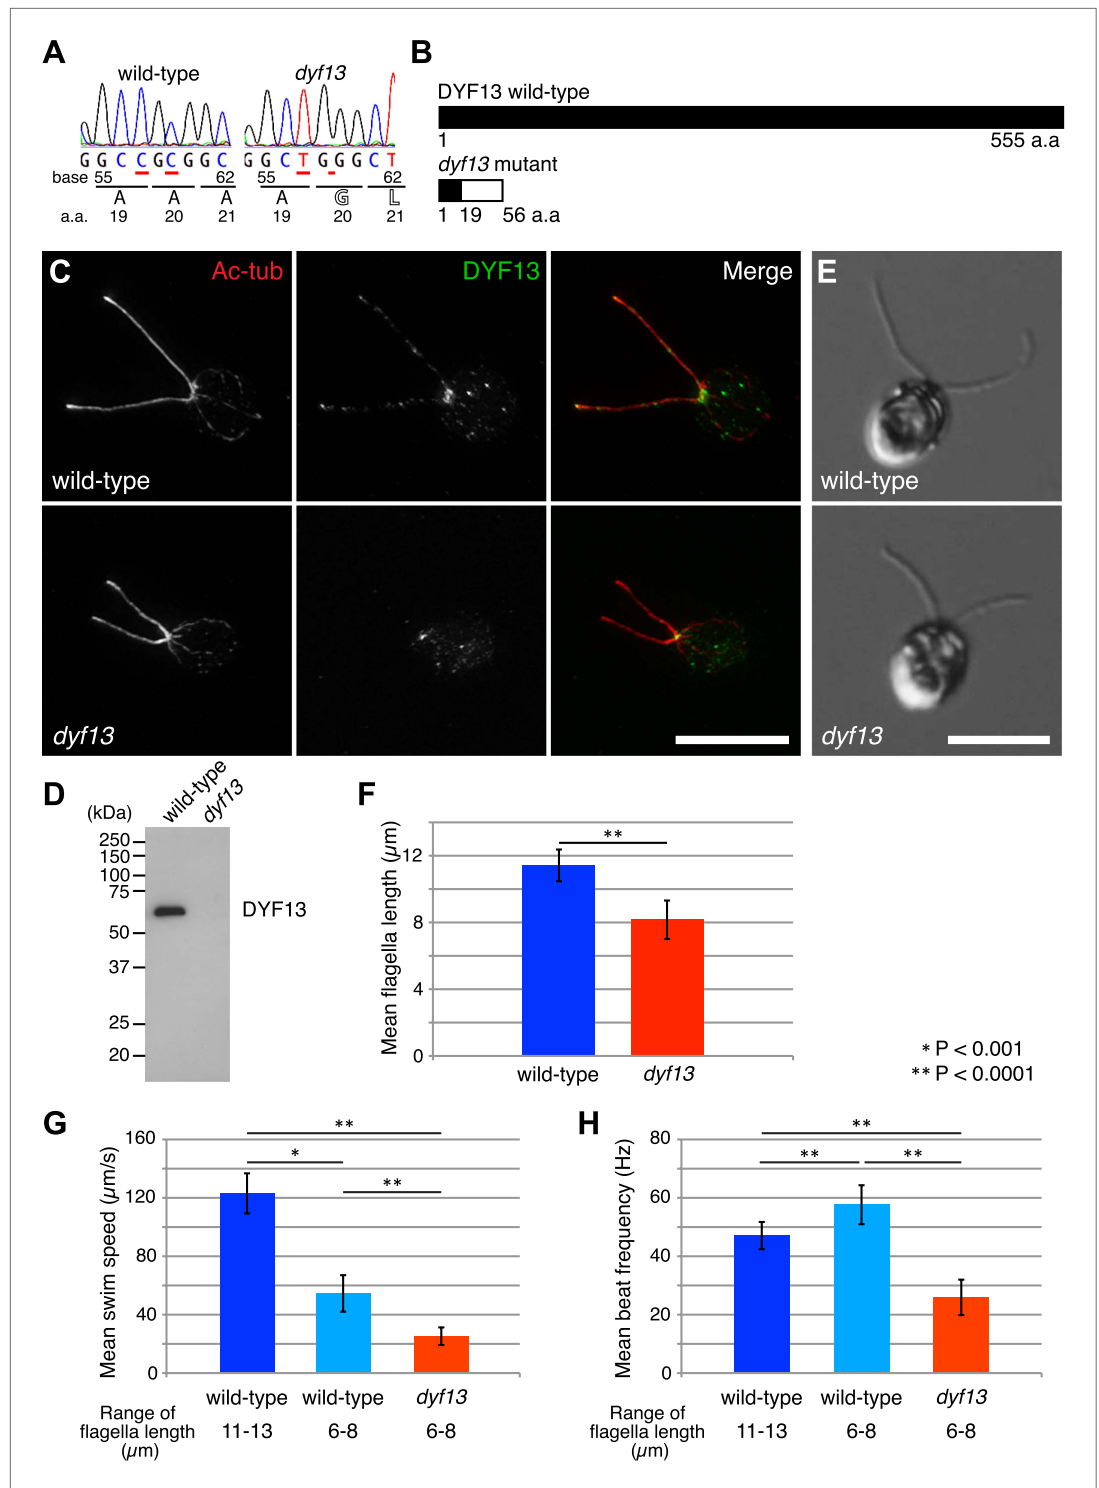 A
wild-type
dyf13
G G C C G C G G C
G G C T G G G C T
base 55 62 55 62
A A A A G L
a.a. 19 20 21 19 20 21
B
DYF13 wild-type
1 555 a.a
dyf13 mutant
1 19 56 a.a
C
Ac-tub
DYF13
Merge
wild-type
dyf13
E
wild-type
dyf13
D
wild-type
dyf13
(kDa)
250
150
100
75
50
37
25
20
DYF13
F
Mean flagella length (µm)
12
8
4
0
wild-type dyf13
**
* P < 0.001
** P < 0.0001
G
Mean swim speed (µm/s)
160
120
80
40
0
**
*
**
wild-type wild-type dyf13
Range of
flagella length
(µm)
11-13 6-8 6-8
H
Mean beat frequency (Hz)
80
60
40
20
0
**
** **
wild-type wild-type dyf13
Range of
flagella length
(µm)
11-13 6-8 6-8